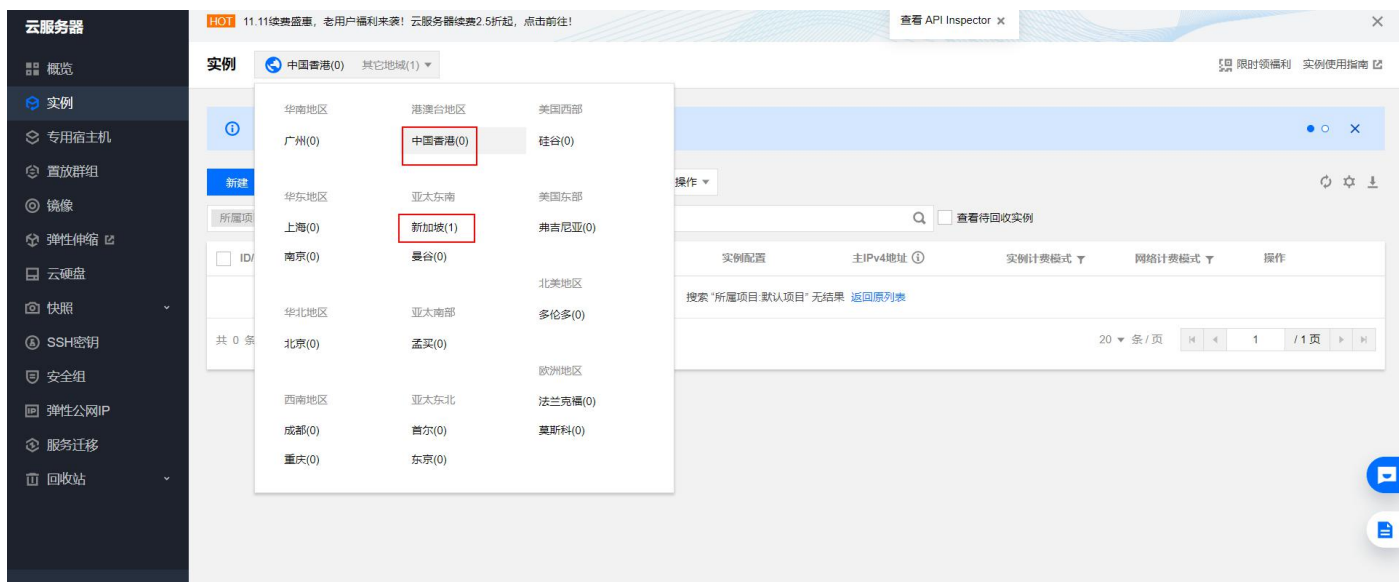 云服务器
HOT 11.11续费盛惠，老用户福利来袭！云服务器续费2.5折起，点击前往！
查看 API Inspector
概览
实例
专用宿主机
置放群组
镜像
弹性伸缩
云硬盘
快照
SSH密钥
安全组
弹性公网IP
服务迁移
回收站
实例 中国香港(0) 其它地域(1)
限时领福利 实例使用指南
华南地区 港澳台地区 美国西部
广州(0) 中国香港(0) 硅谷(0)
华东地区 亚太东南 美国东部
上海(0) 新加坡(1) 弗吉尼亚(0)
南京(0) 曼谷(0)
北美地区
华北地区 亚太南部 多伦多(0)
北京(0) 孟买(0)
欧洲地区
西南地区 亚太东北 法兰克福(0)
成都(0) 首尔(0) 莫斯科(0)
重庆(0) 东京(0)
新建 操作
所属项 查看待回收实例
ID/ 实例配置 主IPv4地址 实例计费模式 网络计费模式 操作
搜索 "所属项目:默认项目" 无结果 返回原列表
共 0 条 20 条 / 页 1 / 1 页